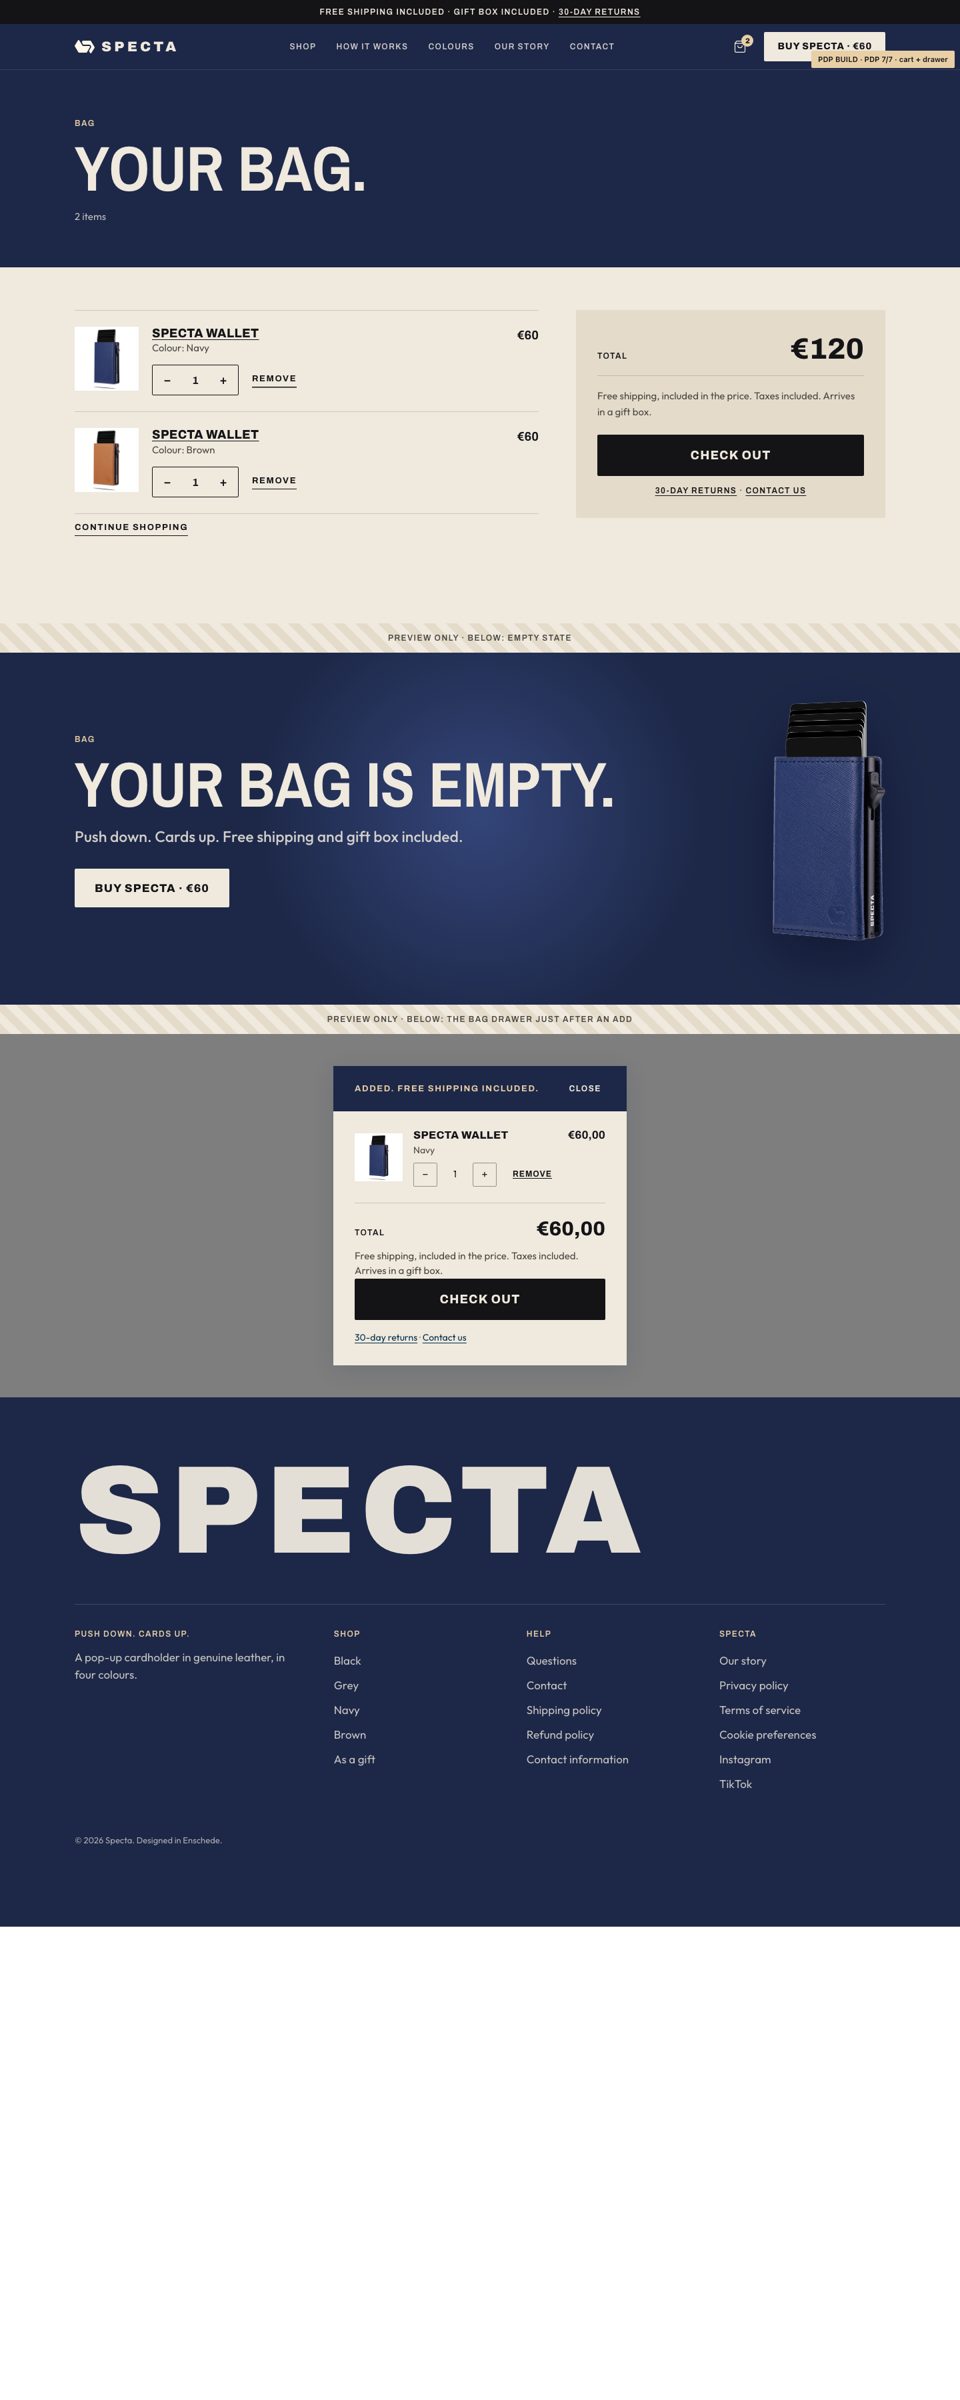 FREE SHIPPING INCLUDED · GIFT BOX INCLUDED · 30-DAY RETURNS
SPECTA
SHOP
HOW IT WORKS
COLOURS
OUR STORY
CONTACT
2
BUY SPECTA · €60
PDP BUILD · PDP 7/7 · cart + drawer
BAG
YOUR BAG.
2 items
SPECTA WALLET
€60
Colour: Navy
− 1 +
REMOVE
SPECTA WALLET
€60
Colour: Brown
− 1 +
REMOVE
CONTINUE SHOPPING
TOTAL
€120
Free shipping, included in the price. Taxes included. Arrives
in a gift box.
CHECK OUT
30-DAY RETURNS · CONTACT US
PREVIEW ONLY · BELOW: EMPTY STATE
BAG
YOUR BAG IS EMPTY.
Push down. Cards up. Free shipping and gift box included.
BUY SPECTA · €60
SPECTA
PREVIEW ONLY · BELOW: THE BAG DRAWER JUST AFTER AN ADD
ADDED. FREE SHIPPING INCLUDED.
CLOSE
SPECTA WALLET
€60,00
Navy
− 1 +
REMOVE
TOTAL
€60,00
Free shipping, included in the price. Taxes included.
Arrives in a gift box.
CHECK OUT
30-day returns · Contact us
SPECTA
PUSH DOWN. CARDS UP.
A pop-up cardholder in genuine leather, in
four colours.
SHOP
Black
Grey
Navy
Brown
As a gift
HELP
Questions
Contact
Shipping policy
Refund policy
Contact information
SPECTA
Our story
Privacy policy
Terms of service
Cookie preferences
Instagram
TikTok
© 2026 Specta. Designed in Enschede.